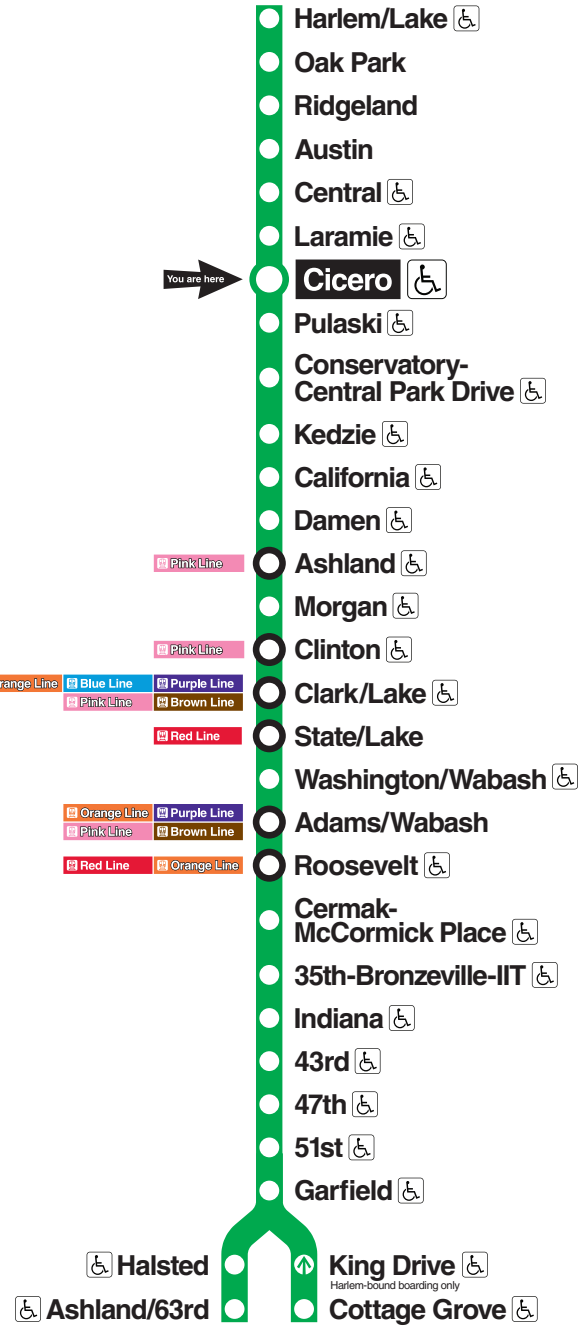 Harlem/Lake
Oak Park
Ridgeland
Austin
Central
Laramie
You are here
Cicero
Pulaski
Conservatory-
Central Park Drive
Kedzie
California
Damen
Pink Line
Ashland
Morgan
Pink Line
Clinton
range Line Blue Line Purple Line
Pink Line Brown Line
Clark/Lake
Red Line
State/Lake
Washington/Wabash
Orange Line Purple Line
Pink Line Brown Line
Adams/Wabash
Red Line Orange Line
Roosevelt
Cermak-
McCormick Place
35th-Bronzeville-IIT
Indiana
43rd
47th
51st
Garfield
Halsted
King Drive
Harlem-bound boarding only
Ashland/63rd
Cottage Grove